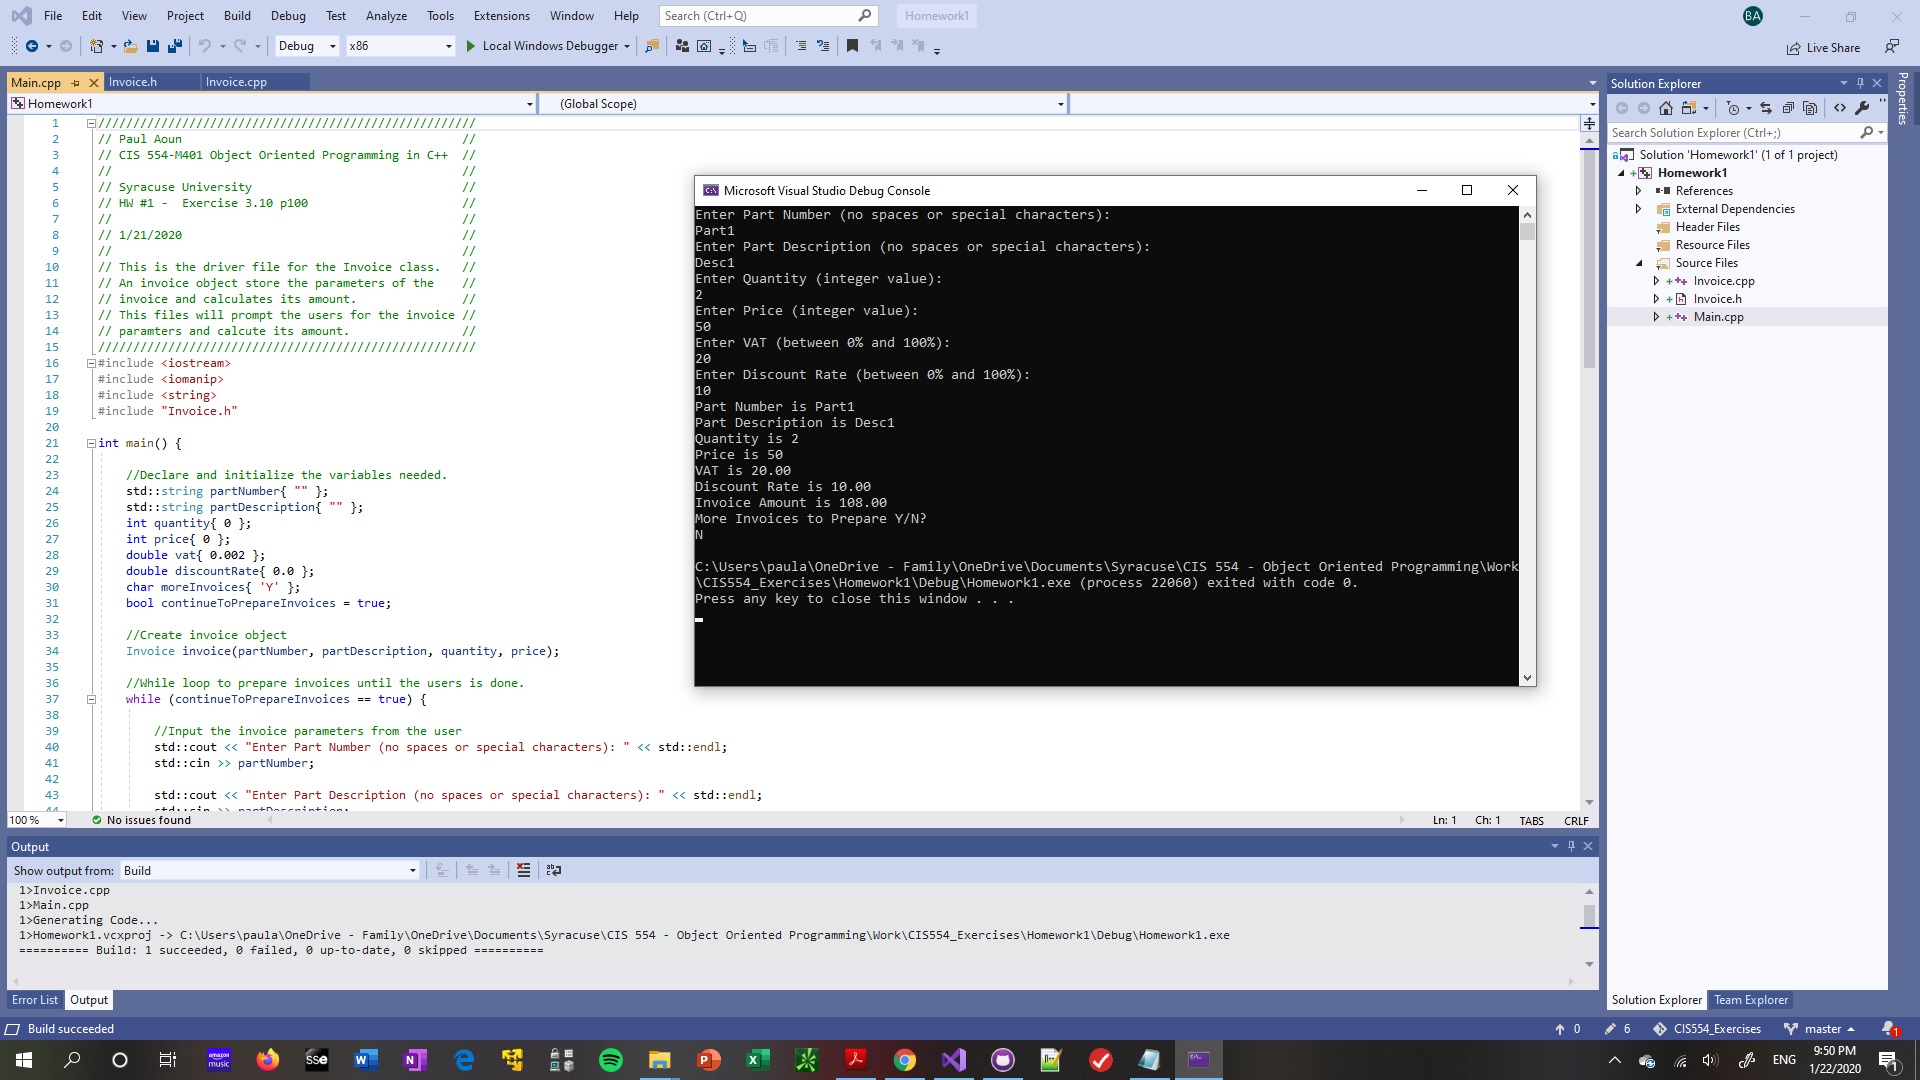 File Edit View Project Build Debug Test Analyze Tools Extensions Window Help Search (Ctrl+Q) Homework1 BA
Debug x86 Local Windows Debugger Live Share
Main.cpp Invoice.h Invoice.cpp
Homework1 (Global Scope)
1 //////////////////////////////////////////////////////
2 // Paul Aoun //
3 // CIS 554-M401 Object Oriented Programming in C++ //
4 // //
5 // Syracuse University //
6 // HW #1 - Exercise 3.10 p100 //
7 // //
8 // 1/21/2020 //
9 // //
10 // This is the driver file for the Invoice class. //
11 // An invoice object store the parameters of the //
12 // invoice and calculates its amount. //
13 // This files will prompt the users for the invoice //
14 // paramters and calcute its amount. //
15 //////////////////////////////////////////////////////
16 #include <iostream>
17 #include <iomanip>
18 #include <string>
19 #include "Invoice.h"
20
21 int main() {
22
23 //Declare and initialize the variables needed.
24 std::string partNumber{ "" };
25 std::string partDescription{ "" };
26 int quantity{ 0 };
27 int price{ 0 };
28 double vat{ 0.002 };
29 double discountRate{ 0.0 };
30 char moreInvoices{ 'Y' };
31 bool continueToPrepareInvoices = true;
32
33 //Create invoice object
34 Invoice invoice(partNumber, partDescription, quantity, price);
35
36 //While loop to prepare invoices until the users is done.
37 while (continueToPrepareInvoices == true) {
38
39 //Input the invoice parameters from the user
40 std::cout << "Enter Part Number (no spaces or special characters): " << std::endl;
41 std::cin >> partNumber;
42
43 std::cout << "Enter Part Description (no spaces or special characters): " << std::endl;
44 std::cin >> partDescription;
100 % No issues found Ln: 1 Ch: 1 TABS CRLF
Microsoft Visual Studio Debug Console
Enter Part Number (no spaces or special characters):
Part1
Enter Part Description (no spaces or special characters):
Desc1
Enter Quantity (integer value):
2
Enter Price (integer value):
50
Enter VAT (between 0% and 100%):
20
Enter Discount Rate (between 0% and 100%):
10
Part Number is Part1
Part Description is Desc1
Quantity is 2
Price is 50
VAT is 20.00
Discount Rate is 10.00
Invoice Amount is 108.00
More Invoices to Prepare Y/N?
N
C:\Users\paula\OneDrive - Family\OneDrive\Documents\Syracuse\CIS 554 - Object Oriented Programming\Work
\CIS554_Exercises\Homework1\Debug\Homework1.exe (process 22060) exited with code 0.
Press any key to close this window . . .
Solution Explorer
Search Solution Explorer (Ctrl+;)
Solution 'Homework1' (1 of 1 project)
Homework1
References
External Dependencies
Header Files
Resource Files
Source Files
Invoice.cpp
Invoice.h
Main.cpp
Properties
Output
Show output from: Build
1>Invoice.cpp
1>Main.cpp
1>Generating Code...
1>Homework1.vcxproj -> C:\Users\paula\OneDrive - Family\OneDrive\Documents\Syracuse\CIS 554 - Object Oriented Programming\Work\CIS554_Exercises\Homework1\Debug\Homework1.exe
========== Build: 1 succeeded, 0 failed, 0 up-to-date, 0 skipped ==========
Error List Output
Solution Explorer Team Explorer
Build succeeded 0 6 CIS554_Exercises master 1
amazon music SSe ENG 9:50 PM
1/22/2020 1